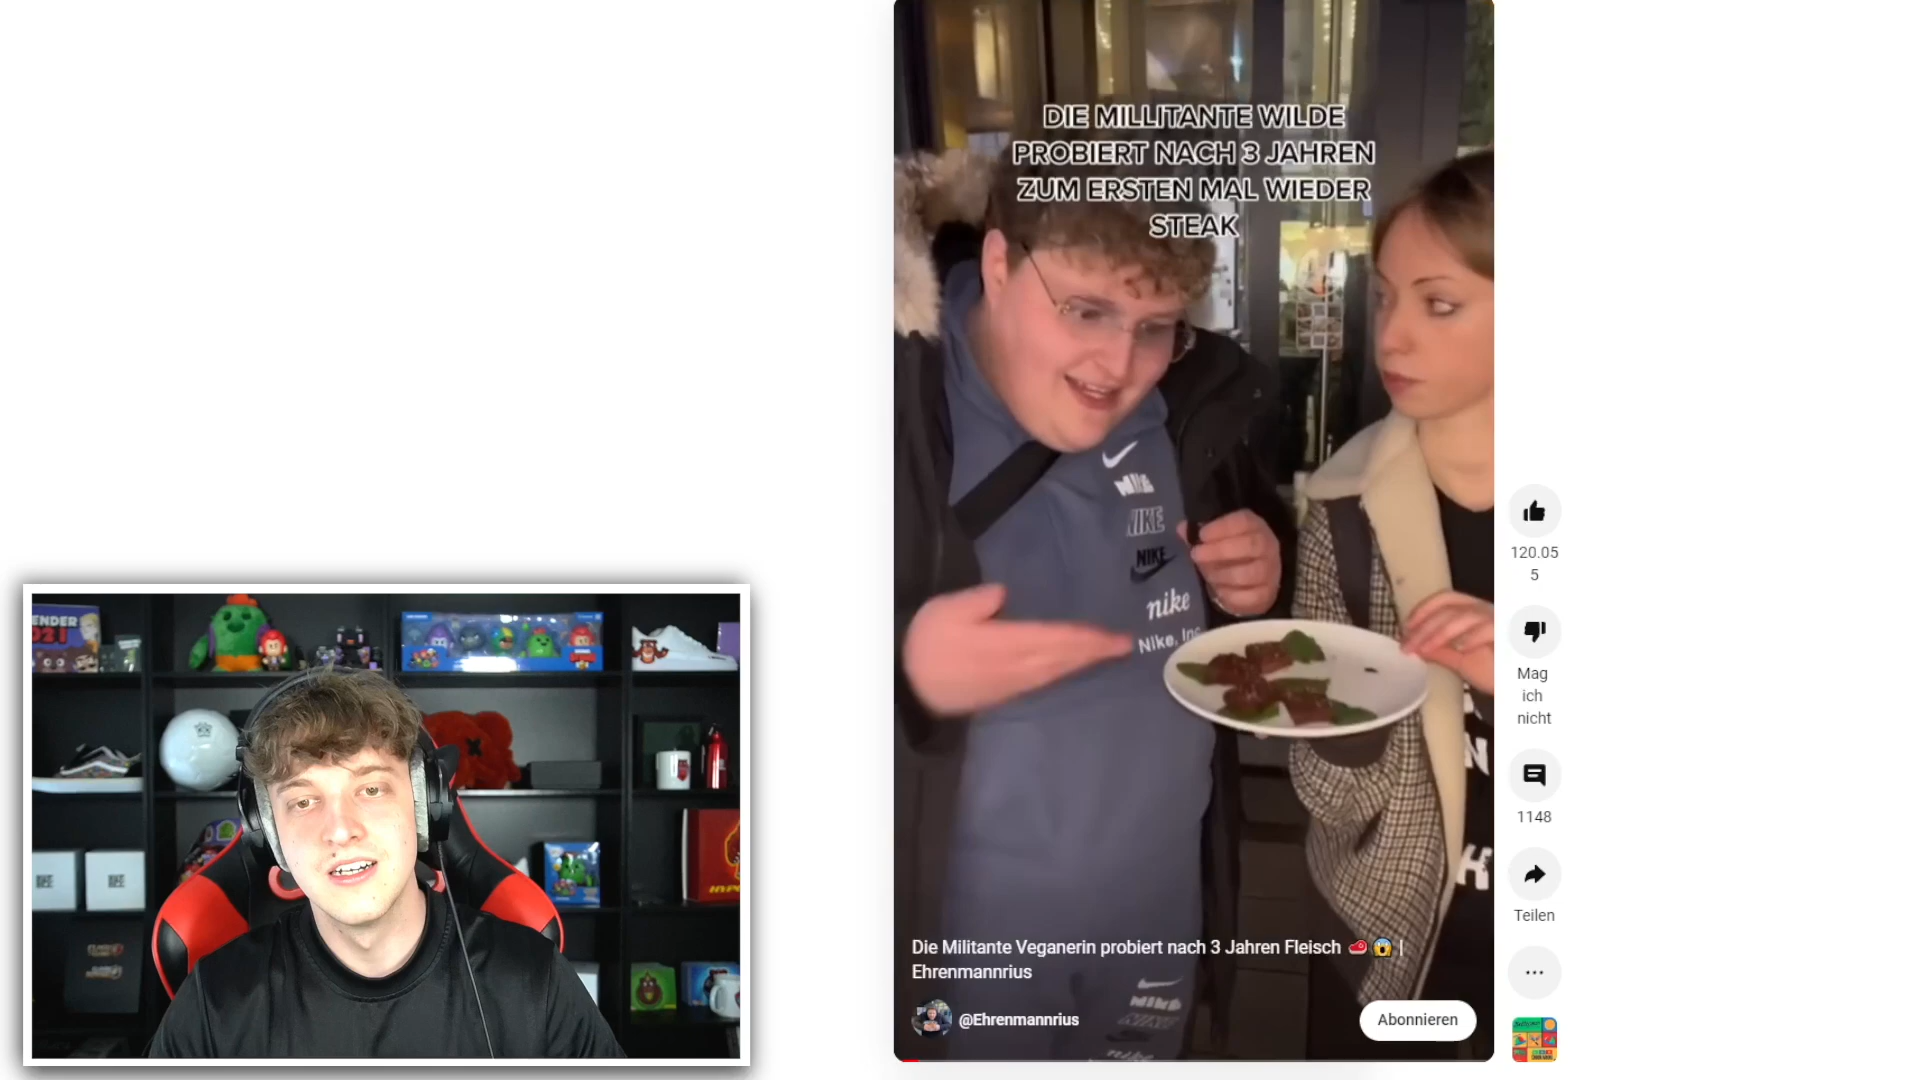 DIE MILLITANTE WILDE
PROBIERT NACH 3 JAHREN
ZUM ERSTEN MAL WIEDER
STEAK
NIKE
nike
Nike, Inc
120.05
5
Mag
ich
nicht
1148
Teilen
Die Militante Veganerin probiert nach 3 Jahren Fleisch 🥩😱 |
Ehrenmannrius
@Ehrenmannrius
Abonnieren